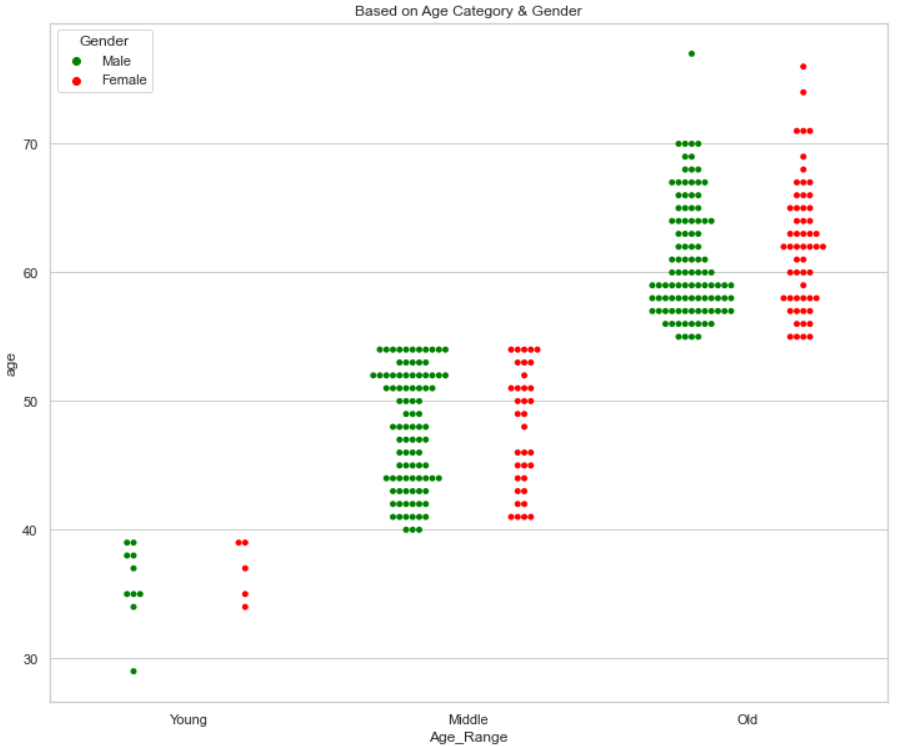 Based on Age Category & Gender
Gender
Male
Female
age
70
60
50
40
30
Young
Middle
Old
Age_Range